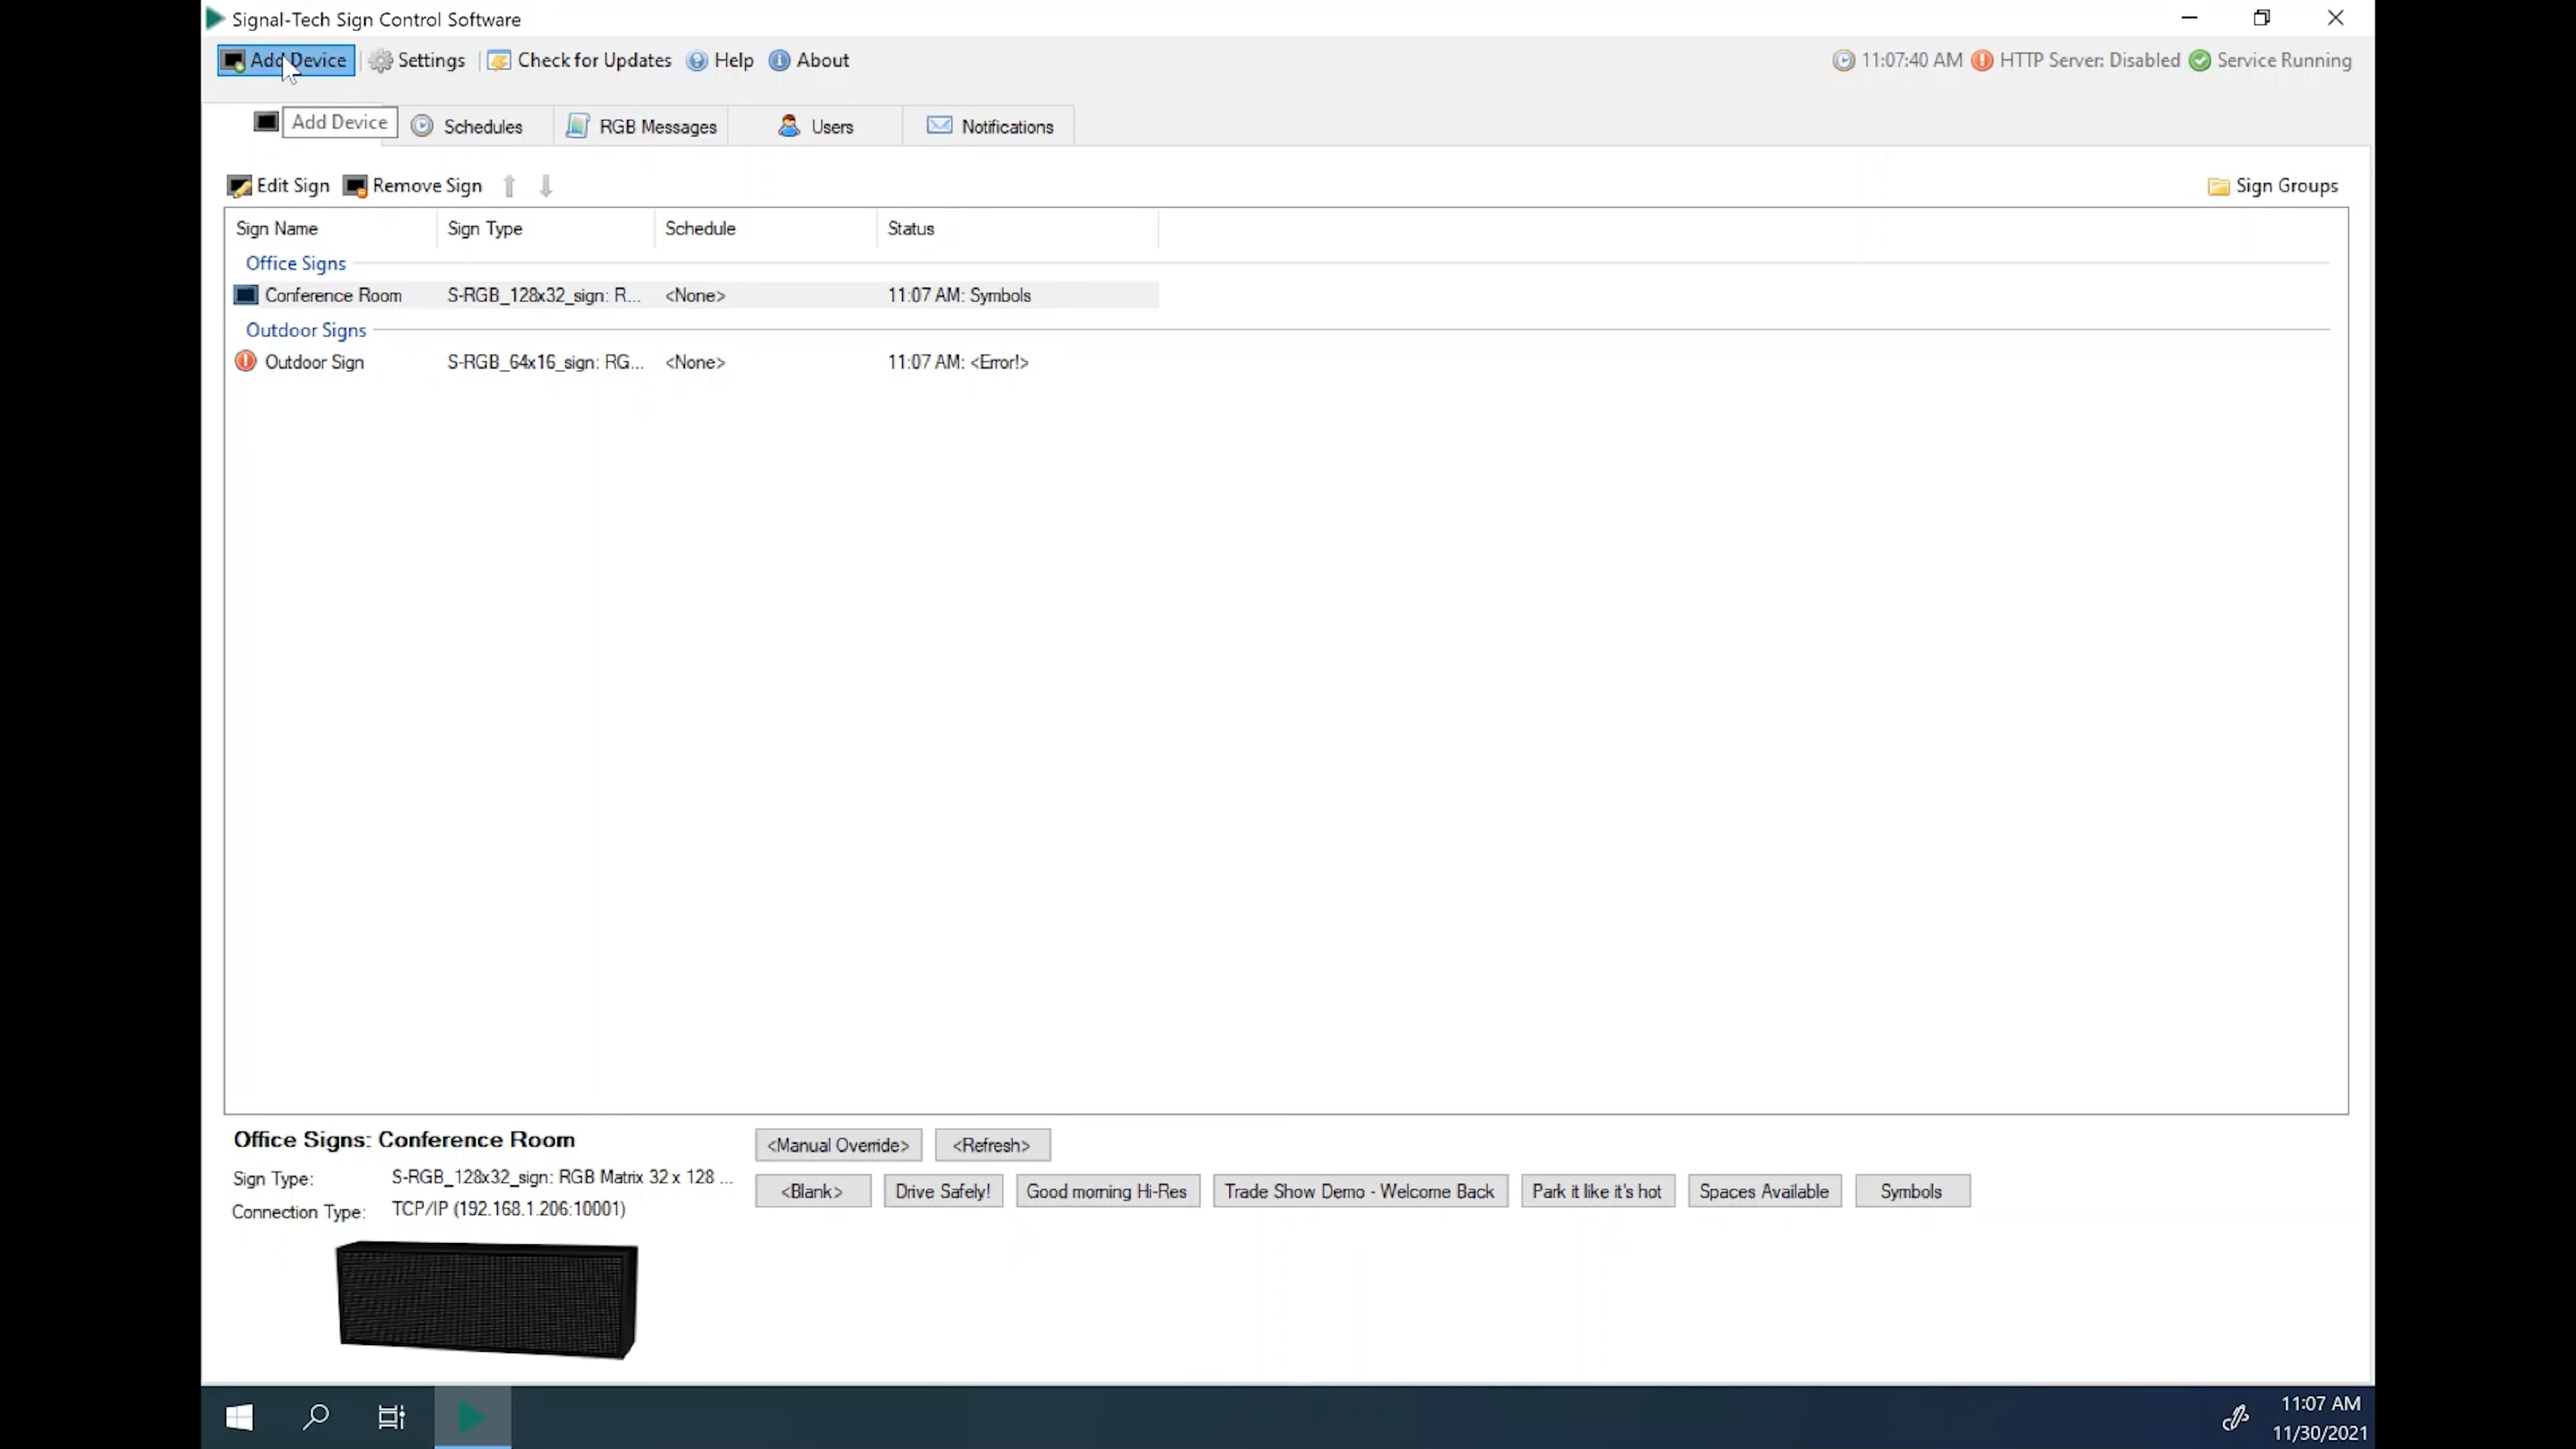 Signal-Tech Sign Control Software
Add Device Settings Check for Updates Help About 11:07:40 AM HTTP Server: Disabled Service Running
Add Device Schedules RGB Messages Users Notifications
Edit Sign Remove Sign Sign Groups
Sign Name Sign Type Schedule Status
Office Signs
Conference Room S-RGB_128x32_sign: R... <None> 11:07 AM: Symbols
Outdoor Signs
Outdoor Sign S-RGB_64x16_sign: RG... <None> 11:07 AM: <Error!>
Office Signs: Conference Room <Manual Override> <Refresh>
Sign Type: S-RGB_128x32_sign: RGB Matrix 32 x 128 ...
<Blank> Drive Safely! Good morning Hi-Res Trade Show Demo - Welcome Back Park it like it's hot Spaces Available Symbols
Connection Type: TCP/IP (192.168.1.206:10001)
11:07 AM
11/30/2021